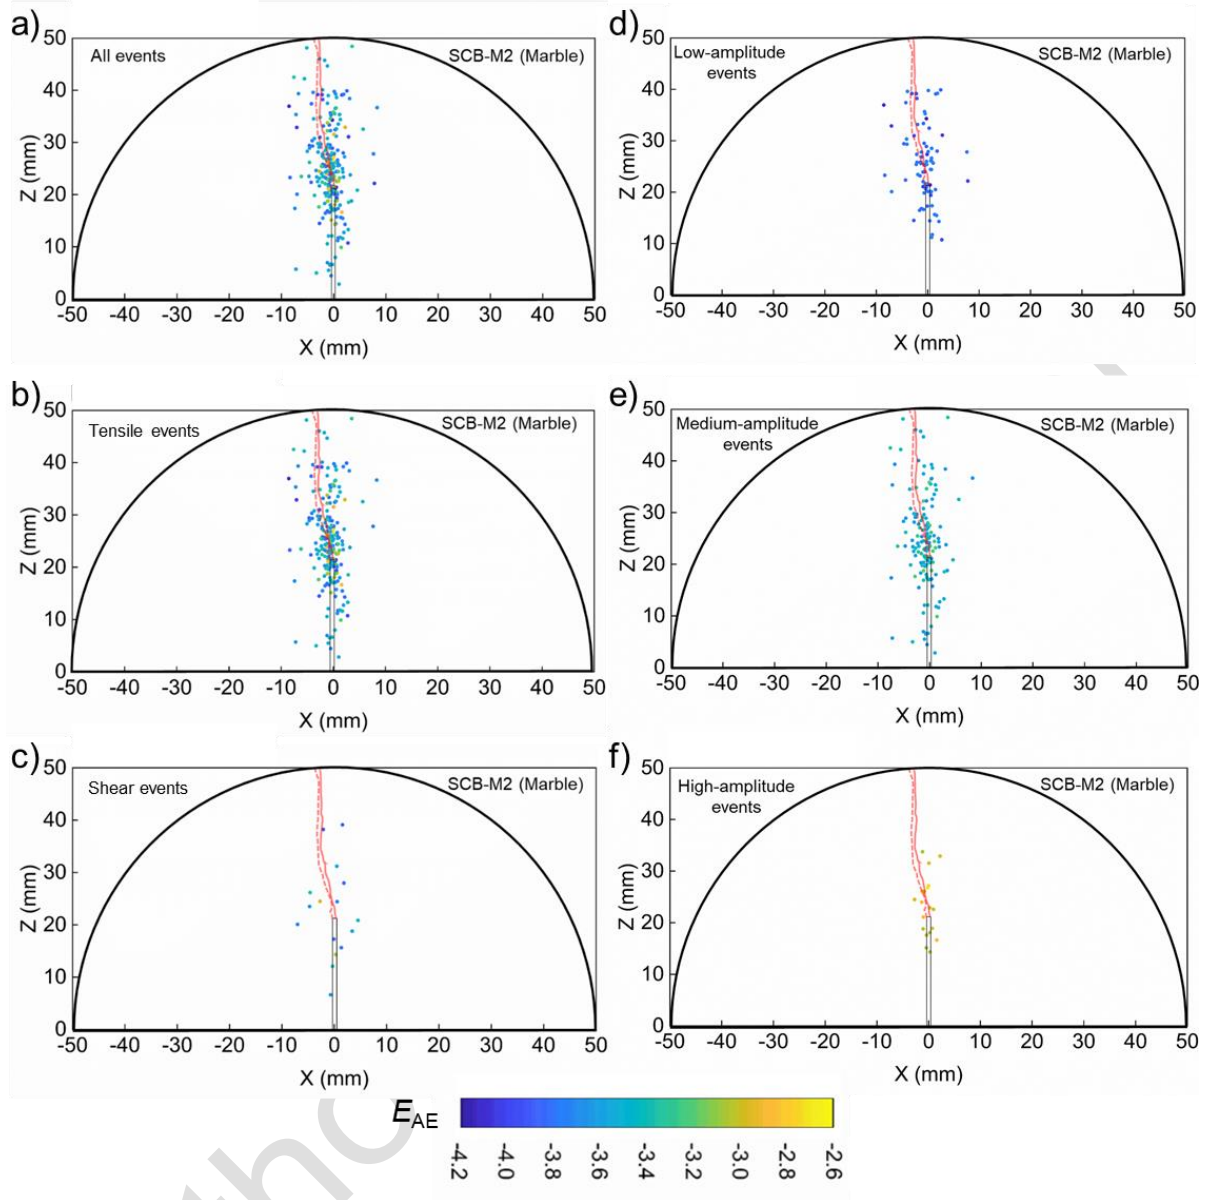 a)
All events
SCB-M2 (Marble)
50
40
30
20
10
0
Z (mm)
-50 -40 -30 -20 -10 0 10 20 30 40 50
X (mm)
d)
Low-amplitude
events
SCB-M2 (Marble)
50
40
30
20
10
0
Z (mm)
-50 -40 -30 -20 -10 0 10 20 30 40 50
X (mm)
b)
Tensile events
SCB-M2 (Marble)
50
40
30
20
10
0
Z (mm)
-50 -40 -30 -20 -10 0 10 20 30 40 50
X (mm)
e)
Medium-amplitude
events
SCB-M2 (Marble)
50
40
30
20
10
0
Z (mm)
-50 -40 -30 -20 -10 0 10 20 30 40 50
X (mm)
c)
Shear events
SCB-M2 (Marble)
50
40
30
20
10
0
Z (mm)
-50 -40 -30 -20 -10 0 10 20 30 40 50
X (mm)
f)
High-amplitude
events
SCB-M2 (Marble)
50
40
30
20
10
0
Z (mm)
-50 -40 -30 -20 -10 0 10 20 30 40 50
X (mm)
EAE
-4.2 -4.0 -3.8 -3.6 -3.4 -3.2 -3.0 -2.8 -2.6